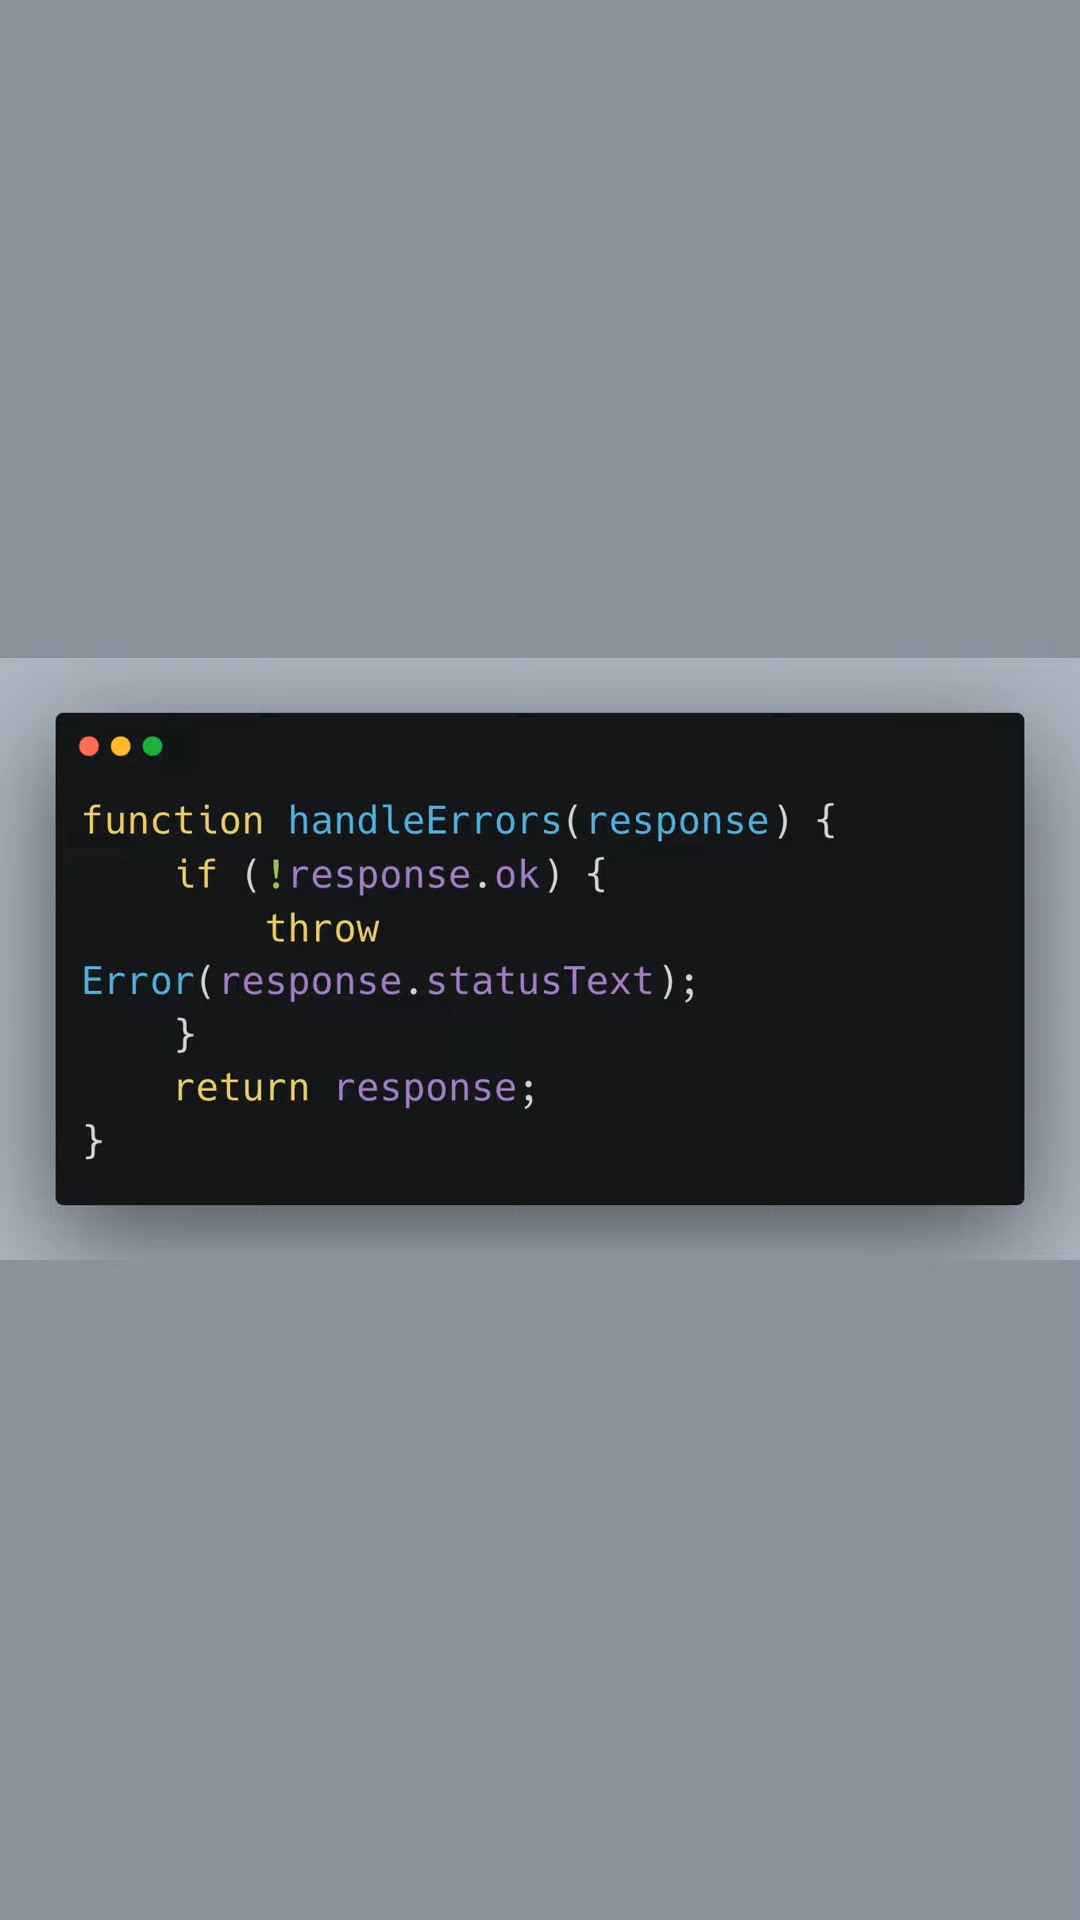 function handleErrors(response) {
    if (!response.ok) {
        throw
Error(response.statusText);
    }
    return response;
}